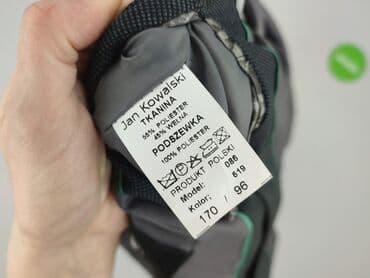 Jan Kowalski
TKANINA
55% POLIESTER
45% WEŁNA
PODSZEWKA
100% POLIESTER
PRODUKT POLSKI
Model: 086
Kolor: 619
170 / 96